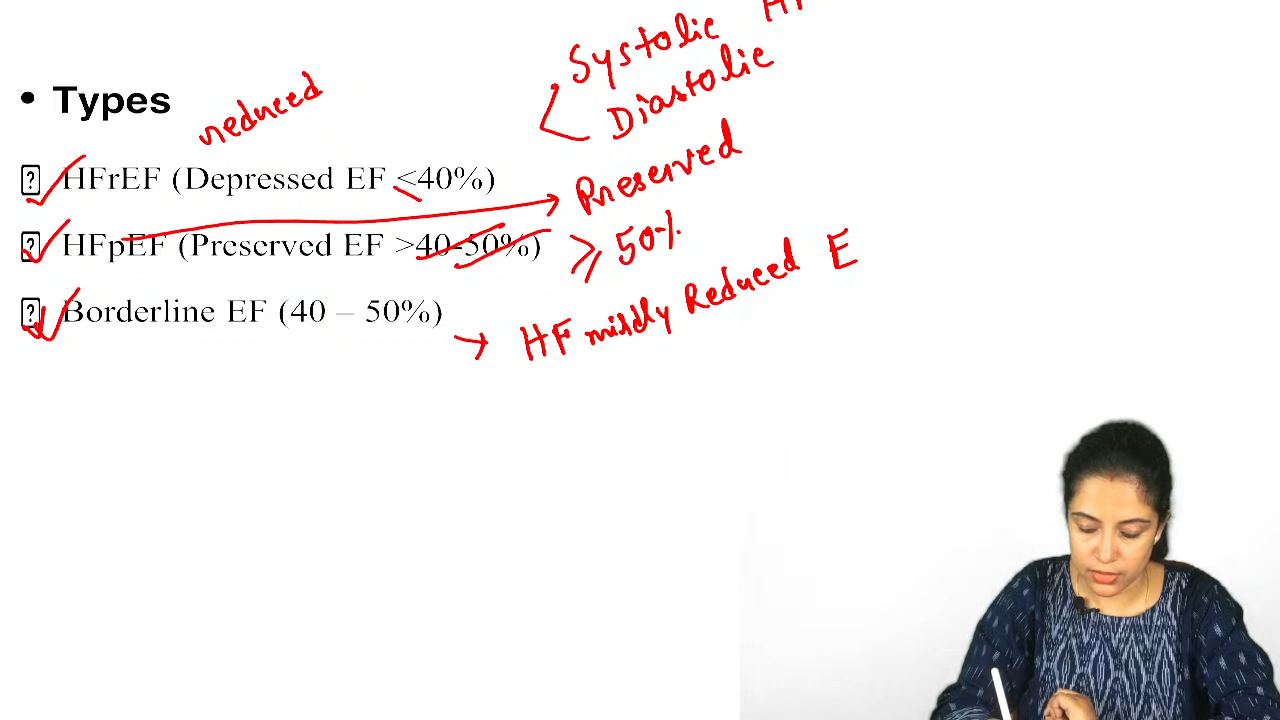 Systolic HF
Diastolic
• Types
reduced
HFrEF (Depressed EF <40%)
Preserved
HFpEF (Preserved EF >40-50%)
≥ 50%
Borderline EF (40 – 50%)
→ HF mildly Reduced E